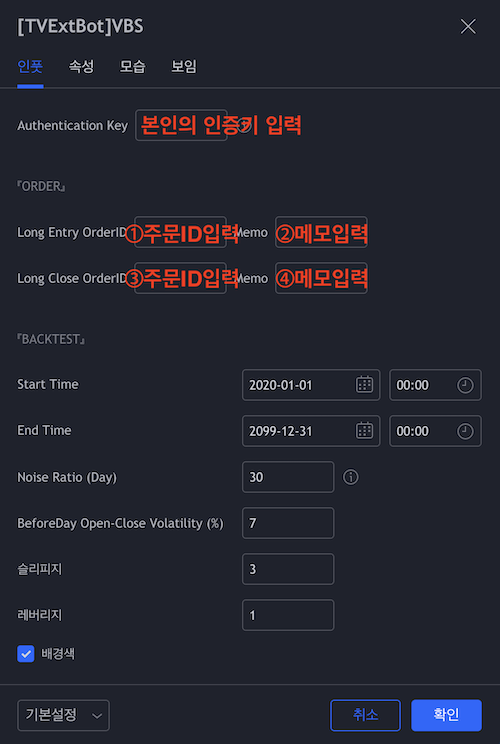 [TVExtBot]VBS
인풋 속성 모습 보임
Authentication Key 본인의 인증키 입력
『ORDER』
Long Entry OrderID ①주문ID입력 Memo ②메모입력
Long Close OrderID ③주문ID입력 Memo ④메모입력
『BACKTEST』
Start Time 2020-01-01 00:00
End Time 2099-12-31 00:00
Noise Ratio (Day) 30
BeforeDay Open-Close Volatility (%) 7
슬리피지 3
레버리지 1
배경색
기본설정 취소 확인